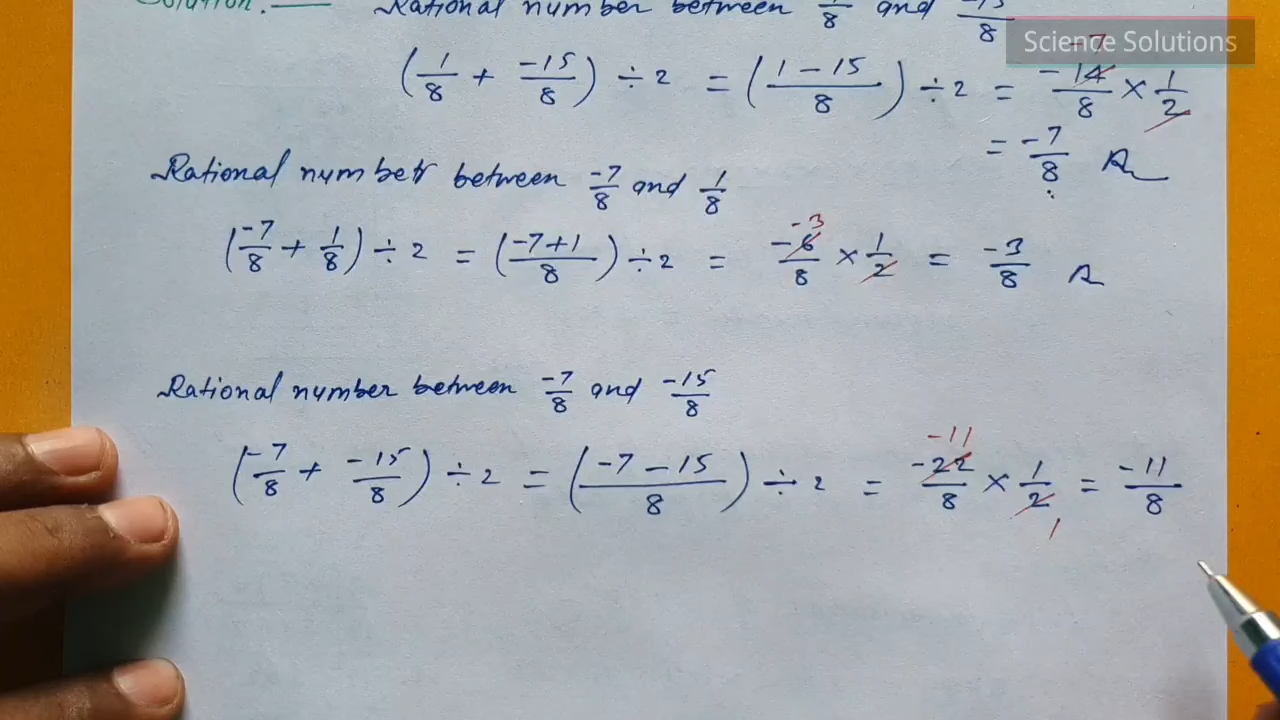 Solution :—
Rational number between 1/8 and -15/8
Science Solutions
(1/8 + -15/8) ÷ 2 = (1 - 15/8) ÷ 2 = -14/8 × 1/2
-7
= -7/8
Rational number between -7/8 and 1/8
(-7/8 + 1/8) ÷ 2 = (-7+1/8) ÷ 2 = -6/8 × 1/2 = -3/8
-3
Rational number between -7/8 and -15/8
-11
(-7/8 + -15/8) ÷ 2 = (-7 - 15/8) ÷ 2 = -22/8 × 1/2 = -11/8
1